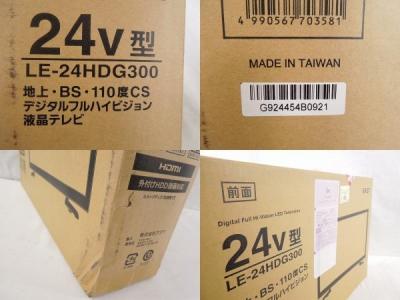 24V型
LE-24HDG300
地上・BS・110度CS
デジタルフルハイビジョン
液晶テレビ
4990567703581
MADE IN TAIWAN
G924454B0921
HDMI
外付けHDD録画対応
前面
Digital Full Hi-Vision LED Television
24V型
LE-24HDG300
地上・BS・110度CS
デジタルフルハイビジョン